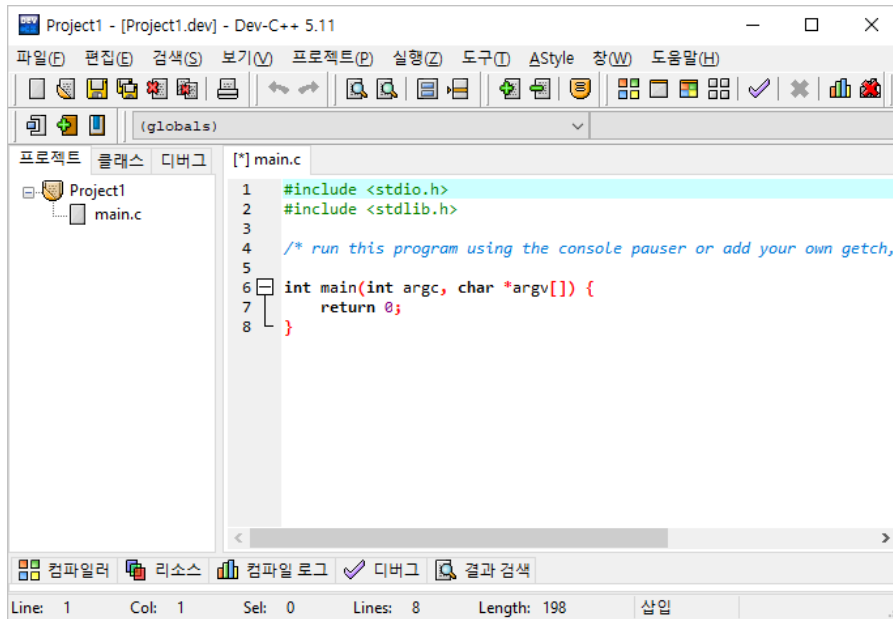 Project1 - [Project1.dev] - Dev-C++ 5.11
파일(F) 편집(E) 검색(S) 보기(V) 프로젝트(P) 실행(Z) 도구(T) AStyle 창(W) 도움말(H)
(globals)
프로젝트 클래스 디버그 [*] main.c
Project1
main.c
1 #include <stdio.h>
2 #include <stdlib.h>
3
4 /* run this program using the console pauser or add your own getch,
5
6 int main(int argc, char *argv[]) {
7 return 0;
8 }
컴파일러 리소스 컴파일 로그 디버그 결과 검색
Line: 1 Col: 1 Sel: 0 Lines: 8 Length: 198 삽입